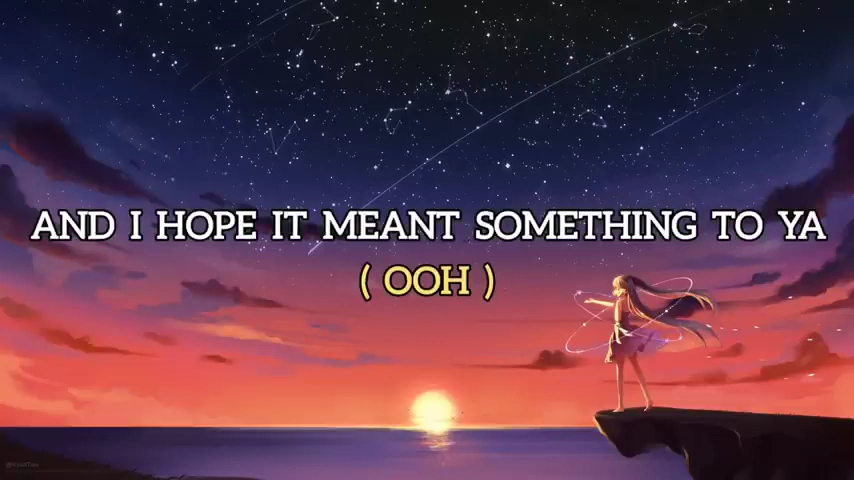 AND I HOPE IT MEANT SOMETHING TO YA
( OOH )